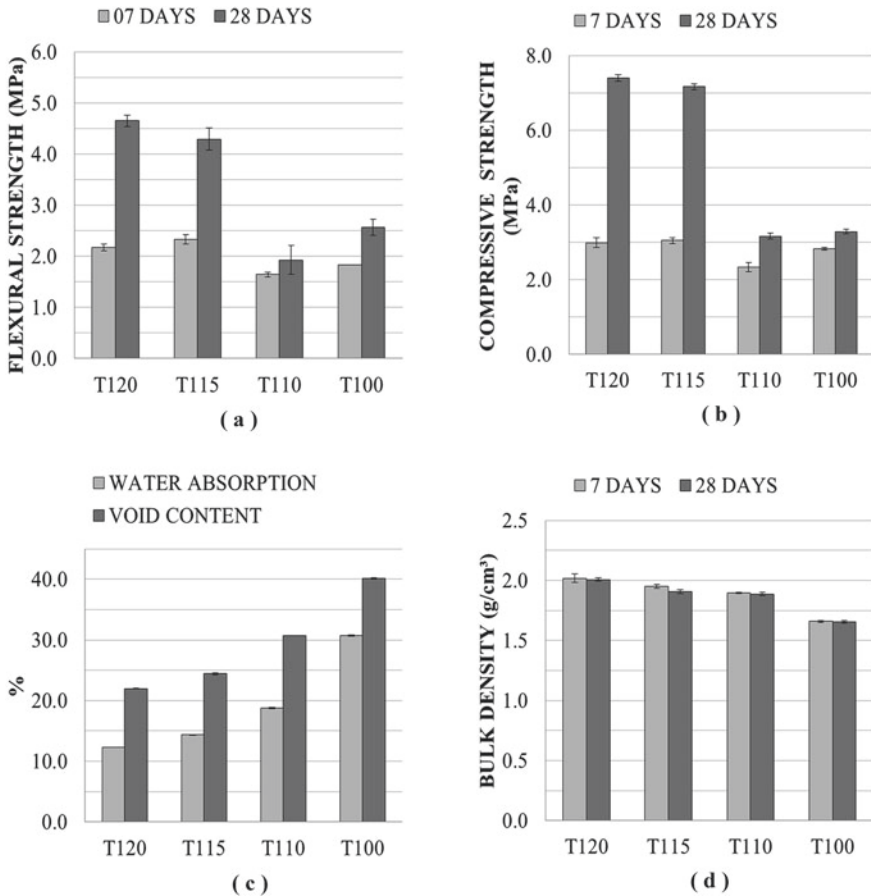 07 DAYS 28 DAYS
FLEXURAL STRENGTH (MPa)
6.0
5.0
4.0
3.0
2.0
1.0
0.0
T120 T115 T110 T100
( a )
7 DAYS 28 DAYS
COMPRESSIVE STRENGTH
(MPa)
8.0
6.0
4.0
2.0
0.0
T120 T115 T110 T100
( b )
WATER ABSORPTION
VOID CONTENT
%
40.0
30.0
20.0
10.0
0.0
T120 T115 T110 T100
( c )
7 DAYS 28 DAYS
BULK DENSITY (g/cm³)
2.5
2.0
1.5
1.0
0.5
0.0
T120 T115 T110 T100
( d )